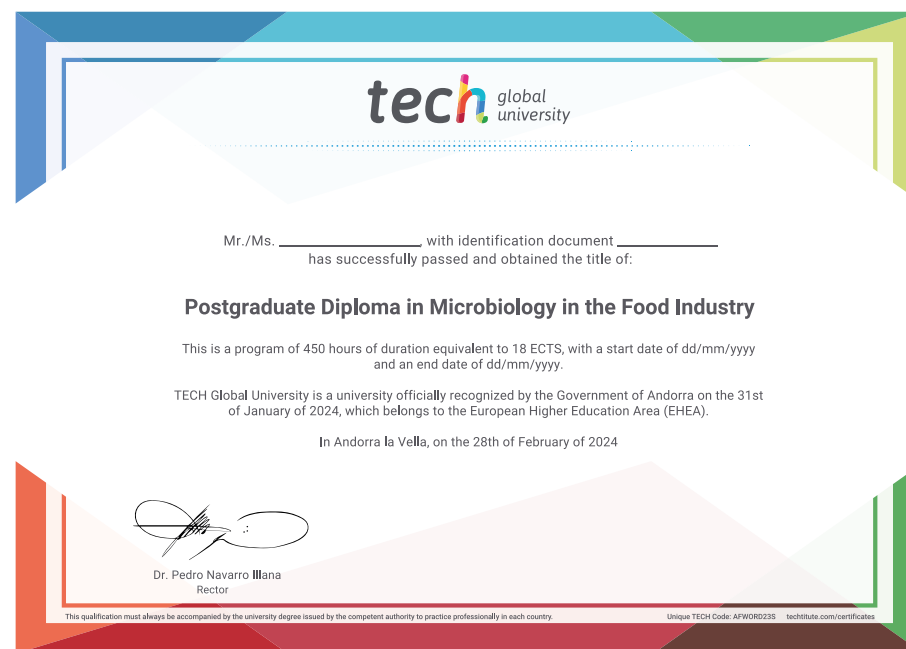 tech global
university
Mr./Ms. ____________, with identification document ____________
has successfully passed and obtained the title of:
Postgraduate Diploma in Microbiology in the Food Industry
This is a program of 450 hours of duration equivalent to 18 ECTS, with a start date of dd/mm/yyyy
and an end date of dd/mm/yyyy.
TECH Global University is a university officially recognized by the Government of Andorra on the 31st
of January of 2024, which belongs to the European Higher Education Area (EHEA).
In Andorra la Vella, on the 28th of February of 2024
Dr. Pedro Navarro Illana
Rector
This qualification must always be accompanied by the university degree issued by the competent authority to practice professionally in each country.
Unique TECH Code: AFWORD23S techtitute.com/certificates